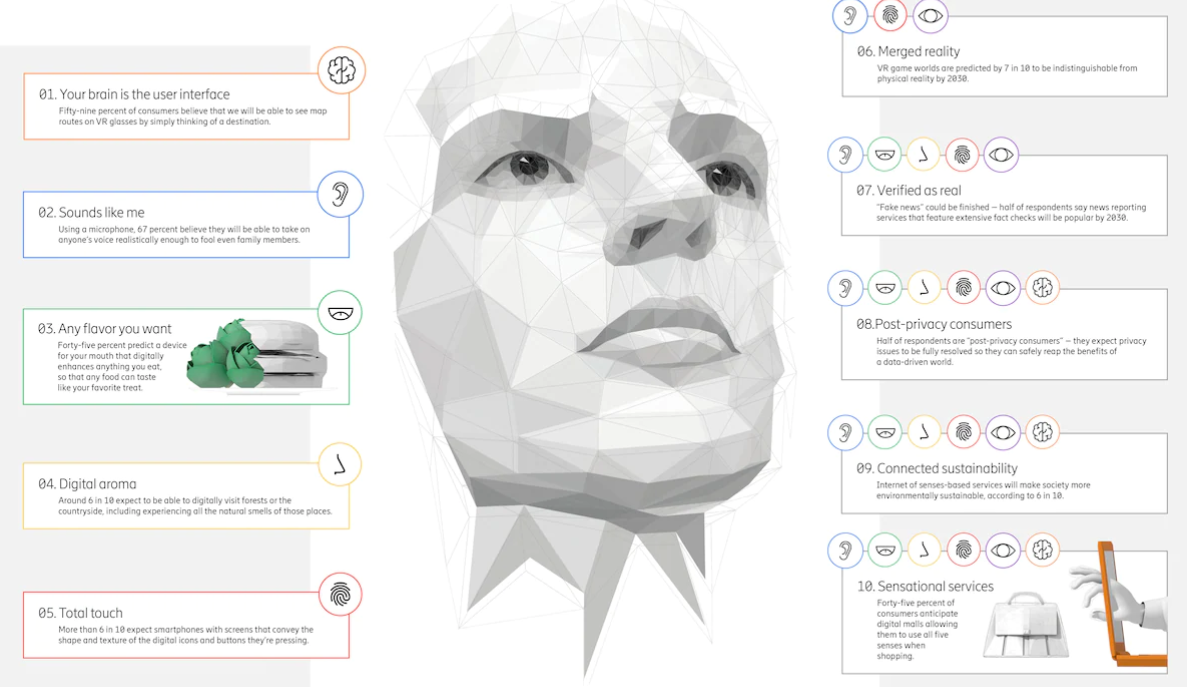 01. Your brain is the user interface
Fifty-nine percent of consumers believe that we will be able to see map
routes on VR glasses by simply thinking of a destination.
02. Sounds like me
Using a microphone, 67 percent believe they will be able to take on
anyone's voice realistically enough to fool even family members.
03. Any flavor you want
Forty-five percent predict a device
for your mouth that digitally
enhances anything you eat,
so that any food can taste
like your favorite treat.
04. Digital aroma
Around 6 in 10 expect to be able to digitally visit forests or the
countryside, including experiencing all the natural smells of those places.
05. Total touch
More than 6 in 10 expect smartphones with screens that convey the
shape and texture of the digital icons and buttons they're pressing.
06. Merged reality
VR game worlds are predicted by 7 in 10 to be indistinguishable from
physical reality by 2030.
07. Verified as real
"Fake news" could be finished — half of respondents say news reporting
services that feature extensive fact checks will be popular by 2030.
08.Post-privacy consumers
Half of respondents are "post-privacy consumers" — they expect privacy
issues to be fully resolved so they can safely reap the benefits of
a data-driven world.
09. Connected sustainability
Internet of senses-based services will make society more
environmentally sustainable, according to 6 in 10.
10. Sensational services
Forty-five percent of
consumers anticipate
digital malls allowing
them to use all five
senses when
shopping.